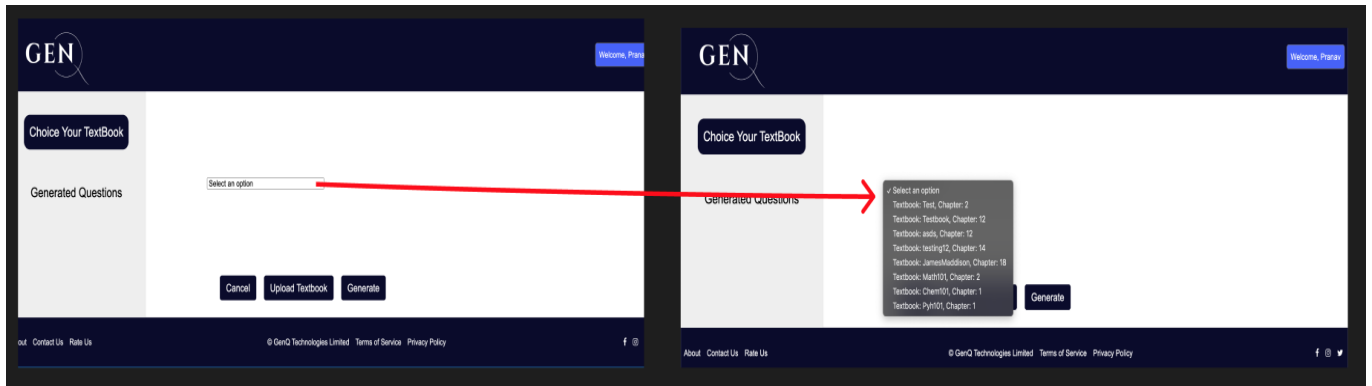 GENQ
Welcome, Prana
Choice Your TextBook
Generated Questions
Select an option
Cancel Upload Textbook Generate
out Contact Us Rate Us
© GenQ Technologies Limited Terms of Service Privacy Policy
GENQ
Welcome, Pranav
Choice Your TextBook
Generated Questions
✓ Select an option
Textbook: Test, Chapter: 2
Textbook: Testbook, Chapter: 12
Textbook: asds, Chapter: 12
Textbook: testing12, Chapter: 14
Textbook: JamesMaddison, Chapter: 18
Textbook: Math101, Chapter: 2
Textbook: Chem101, Chapter: 1
Textbook: Pyh101, Chapter: 1
Generate
About Contact Us Rate Us
© GenQ Technologies Limited Terms of Service Privacy Policy